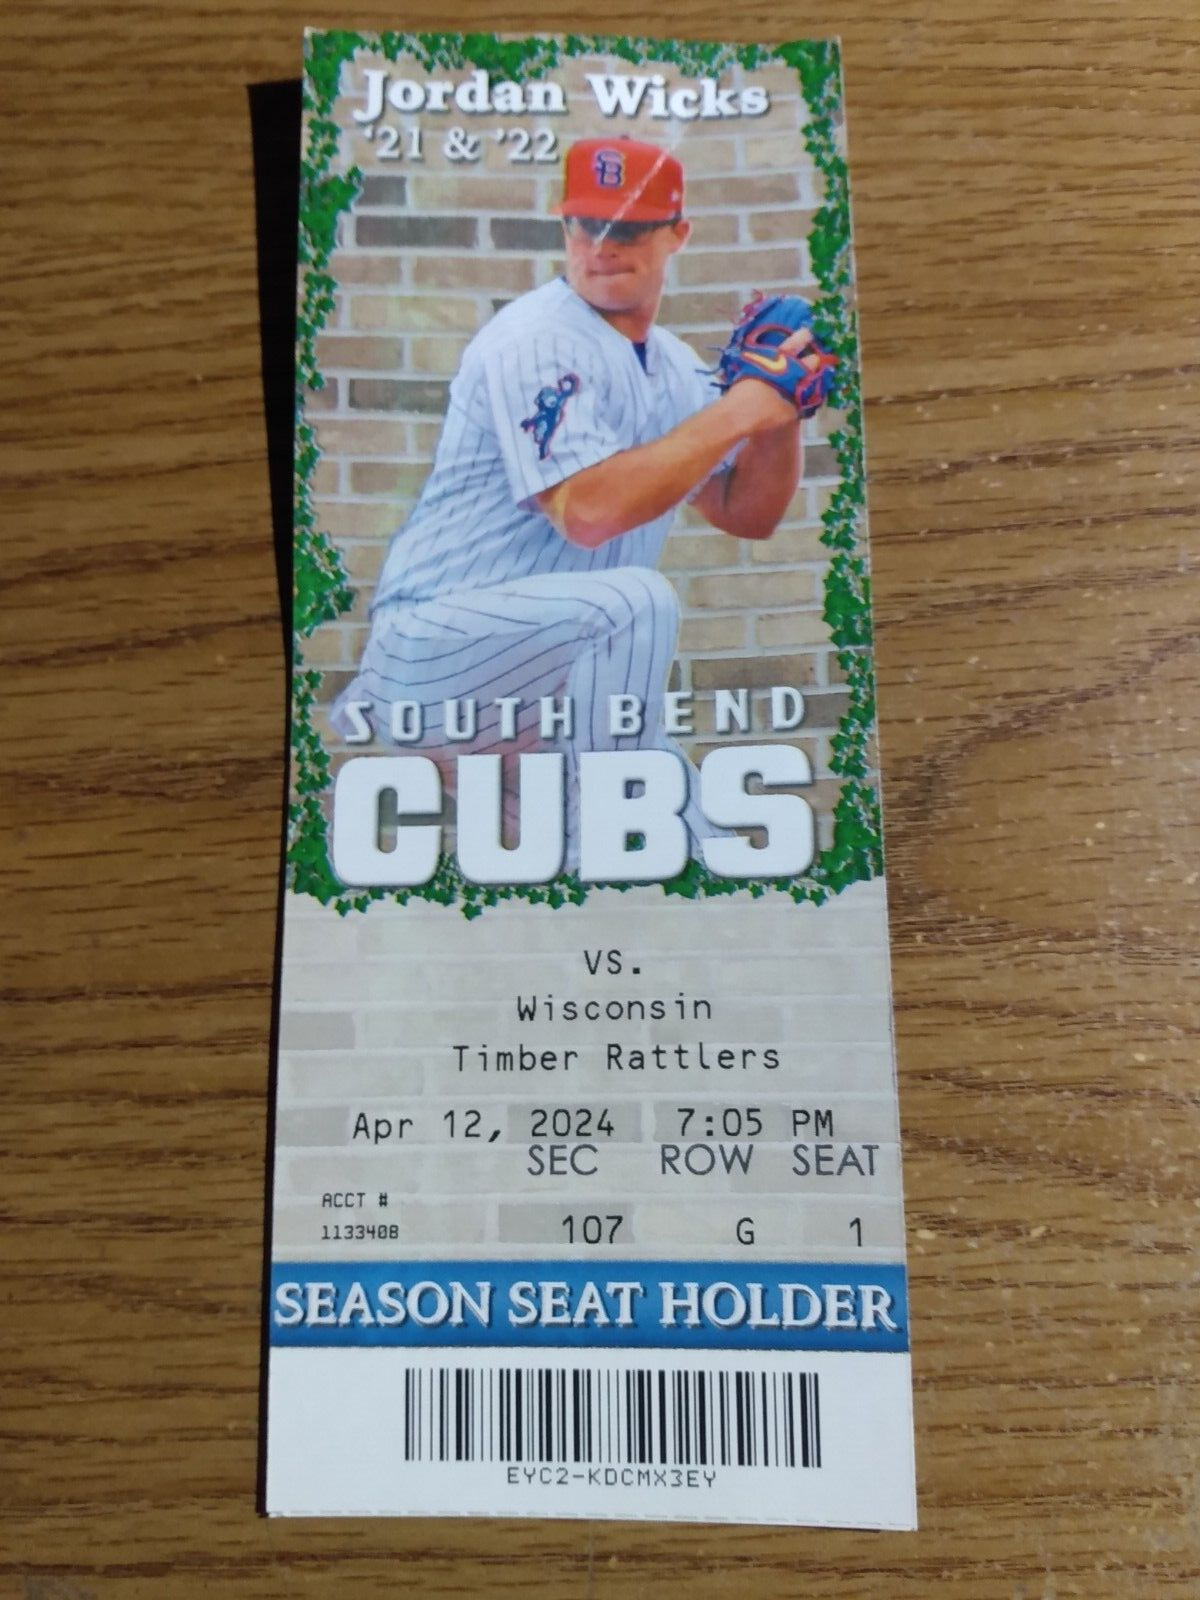 Jordan Wicks
'21 & '22
SB
SOUTH BEND
CUBS
VS.
Wisconsin
Timber Rattlers
Apr 12, 2024 7:05 PM
SEC ROW SEAT
ACCT #
1133408
107 G 1
SEASON SEAT HOLDER
EYC2-KDCMX3EY